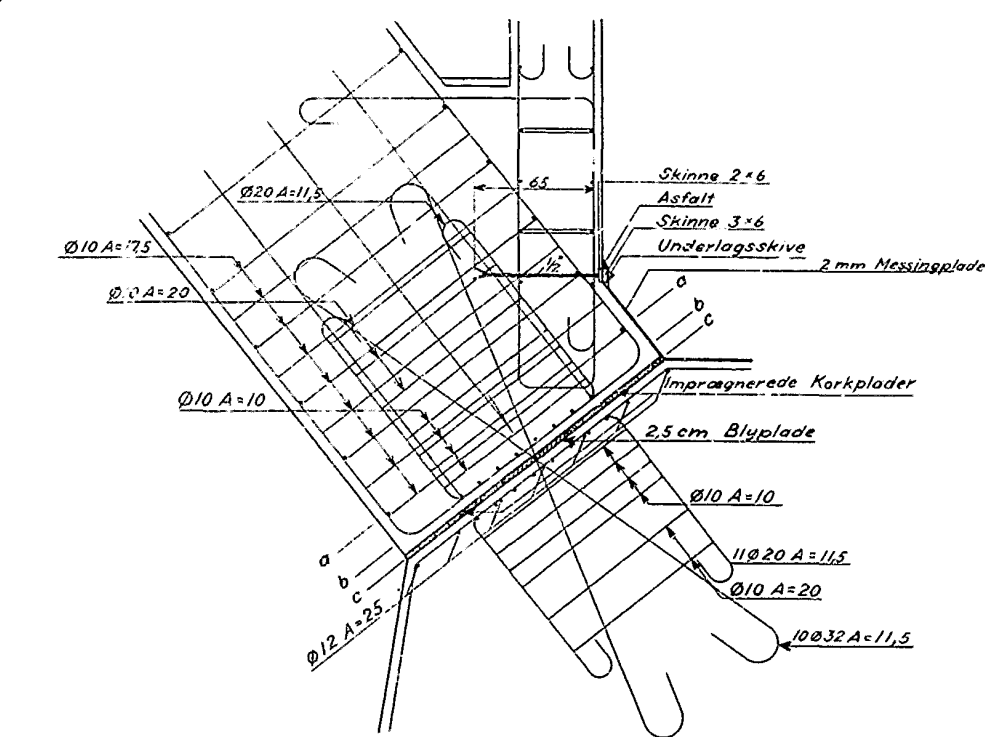 Skinne 2×6
65
Asfalt
Ø20 A=11,5
Skinne 3×6
Underlagsskive
Ø10 A=17,5
½"
2 mm Messingplade
a
Ø10 A=20
b
c
Imprægnerede Korkplader
Ø10 A=10
2,5 cm Blyplade
Ø10 A=10
a
11Ø20 A=11,5
b
Ø10 A=20
c
Ø12 A=25
10Ø32 A=11,5